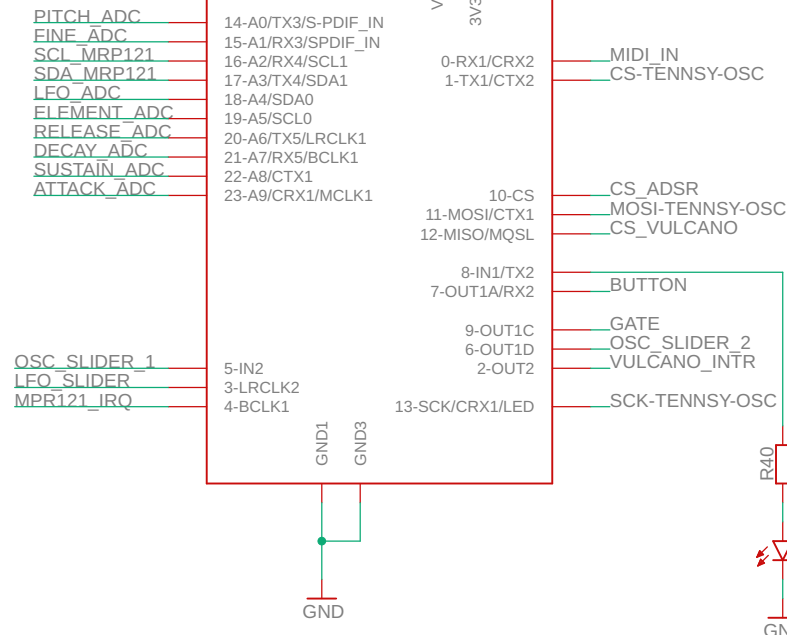 V
3V3
PITCH_ADC
14-A0/TX3/S-PDIF_IN
FINE_ADC
15-A1/RX3/SPDIF_IN
SCL_MRP121
16-A2/RX4/SCL1
0-RX1/CRX2
MIDI_IN
SDA_MRP121
17-A3/TX4/SDA1
1-TX1/CTX2
CS-TENNSY-OSC
LFO_ADC
18-A4/SDA0
ELEMENT_ADC
19-A5/SCL0
RELEASE_ADC
20-A6/TX5/LRCLK1
DECAY_ADC
21-A7/RX5/BCLK1
SUSTAIN_ADC
22-A8/CTX1
ATTACK_ADC
23-A9/CRX1/MCLK1
10-CS
CS_ADSR
11-MOSI/CTX1
MOSI-TENNSY-OSC
12-MISO/MQSL
CS_VULCANO
8-IN1/TX2
7-OUT1A/RX2
BUTTON
9-OUT1C
GATE
6-OUT1D
OSC_SLIDER_2
OSC_SLIDER_1
5-IN2
2-OUT2
VULCANO_INTR
LFO_SLIDER
3-LRCLK2
MPR121_IRQ
4-BCLK1
13-SCK/CRX1/LED
SCK-TENNSY-OSC
GND1
GND3
R40
GND
GN